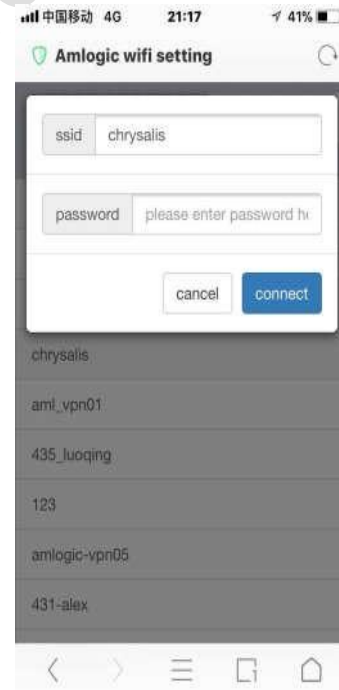 中国移动 4G 21:17 41%
Amlogic wifi setting
ssid chrysalis
password please enter password h
cancel connect
chrysalis
aml_vpn01
435_luoqing
123
amlogic-vpn05
431-alex
1